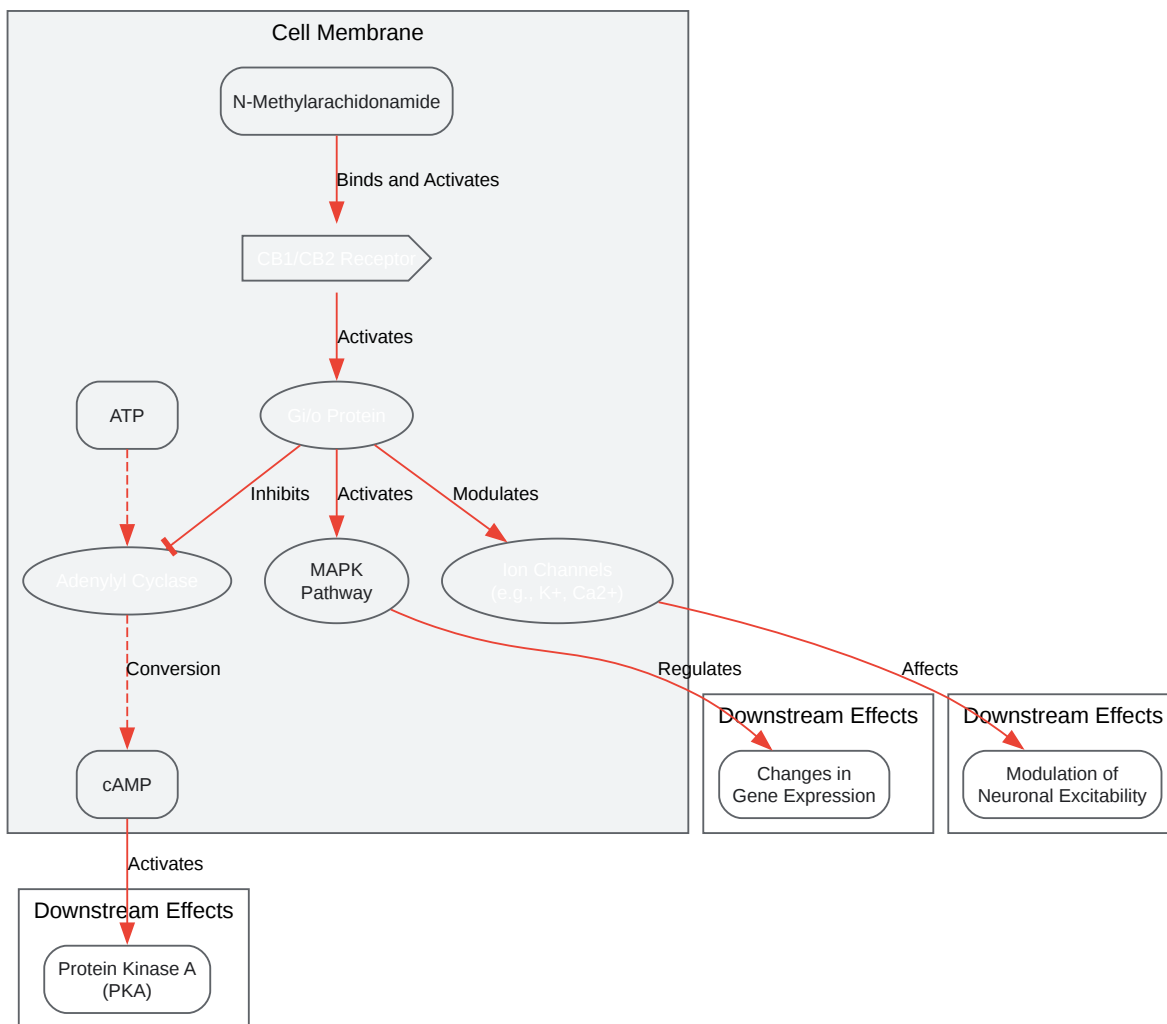 Cell Membrane
N-Methylarachidonamide
Binds and Activates
CB1/CB2 Receptor
Activates
ATP
Gi/o Protein
Inhibits
Activates
Modulates
Adenylyl Cyclase
MAPK
Pathway
Ion Channels
(e.g., K+, Ca2+)
Conversion
Regulates
Affects
Downstream Effects
Downstream Effects
cAMP
Changes in
Gene Expression
Modulation of
Neuronal Excitability
Activates
Downstream Effects
Protein Kinase A
(PKA)